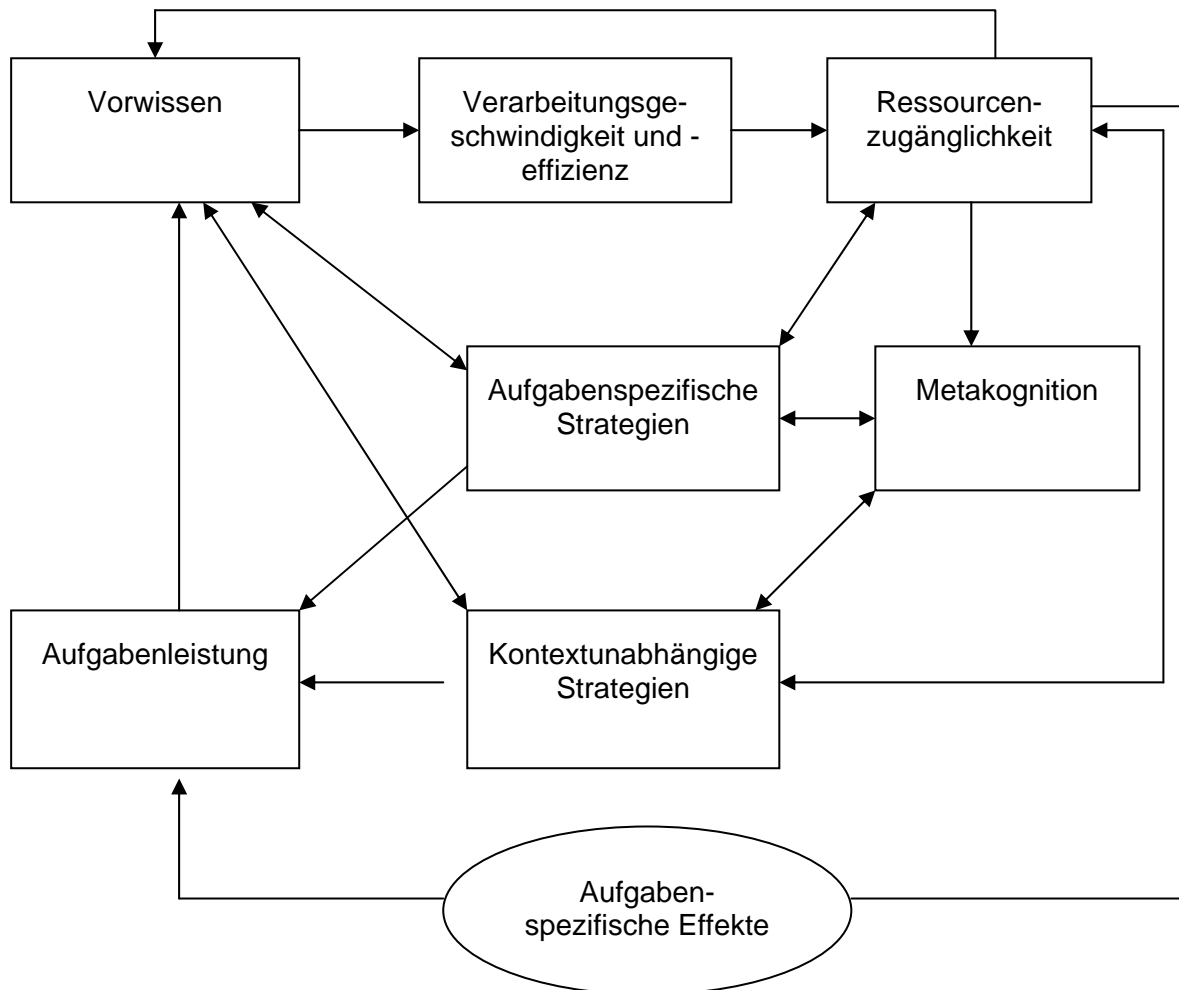 Vorwissen
Verarbeitungsge-
schwindigkeit und -
effizienz
Ressourcen-
zugänglichkeit
Aufgabenspezifische
Strategien
Metakognition
Aufgabenleistung
Kontextunabhängige
Strategien
Aufgaben-
spezifische Effekte